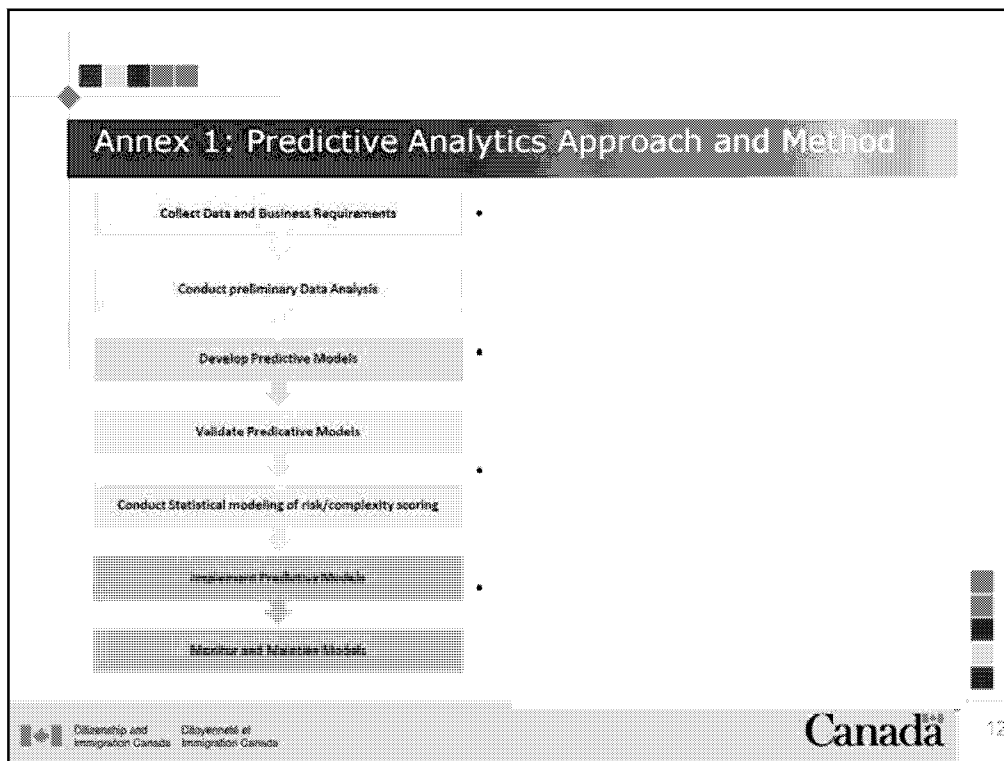 Annex 1: Predictive Analytics Approach and Method
Collect Data and Business Requirements
Conduct preliminary Data Analysis
Develop Predictive Models
Validate Predicative Models
Conduct Statistical modeling of risk/complexity scoring
Implement Predictive Models
Monitor and Maintain Models
•
•
•
•
Citizenship and
Immigration Canada
Citoyenneté et
Immigration Canada
Canada
12